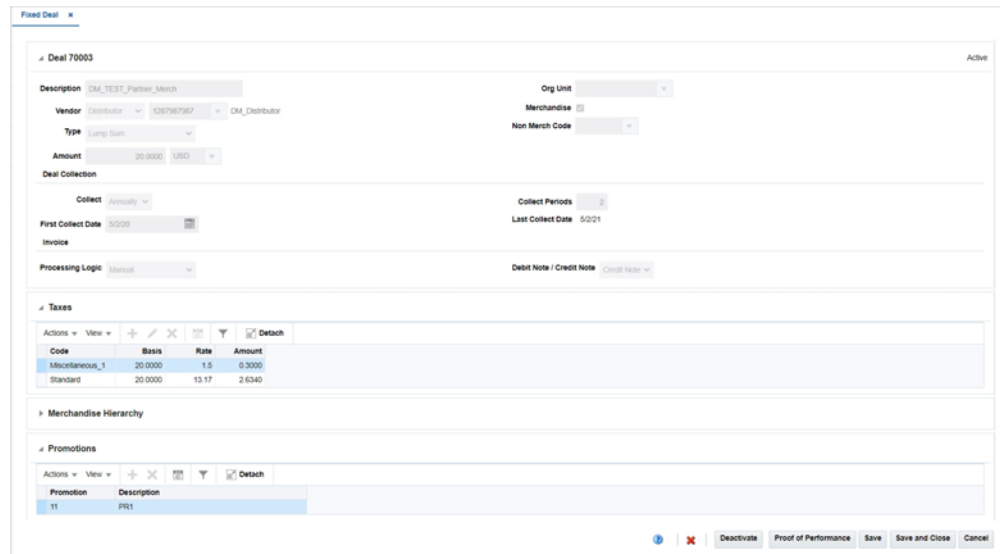 Fixed Deal
Deal 70003 Active
Description DM_TEST_Partner_Merch Org Unit
Vendor Distributor 1287987987 DM_Distributor Merchandise
Type Lump Sum Non Merch Code
Amount 20.0000 USD
Deal Collection
Collect Annually Collect Periods 2
First Collect Date 5/2/20 Last Collect Date 5/2/21
Invoice
Processing Logic Manual Debit Note / Credit Note Credit Note
Taxes
Actions View Detach
Code Basis Rate Amount
Miscellaneous_1 20.0000 1.5 0.3000
Standard 20.0000 13.17 2.6340
Merchandise Hierarchy
Promotions
Actions View Detach
Promotion Description
11 PR1
Deactivate Proof of Performance Save Save and Close Cancel